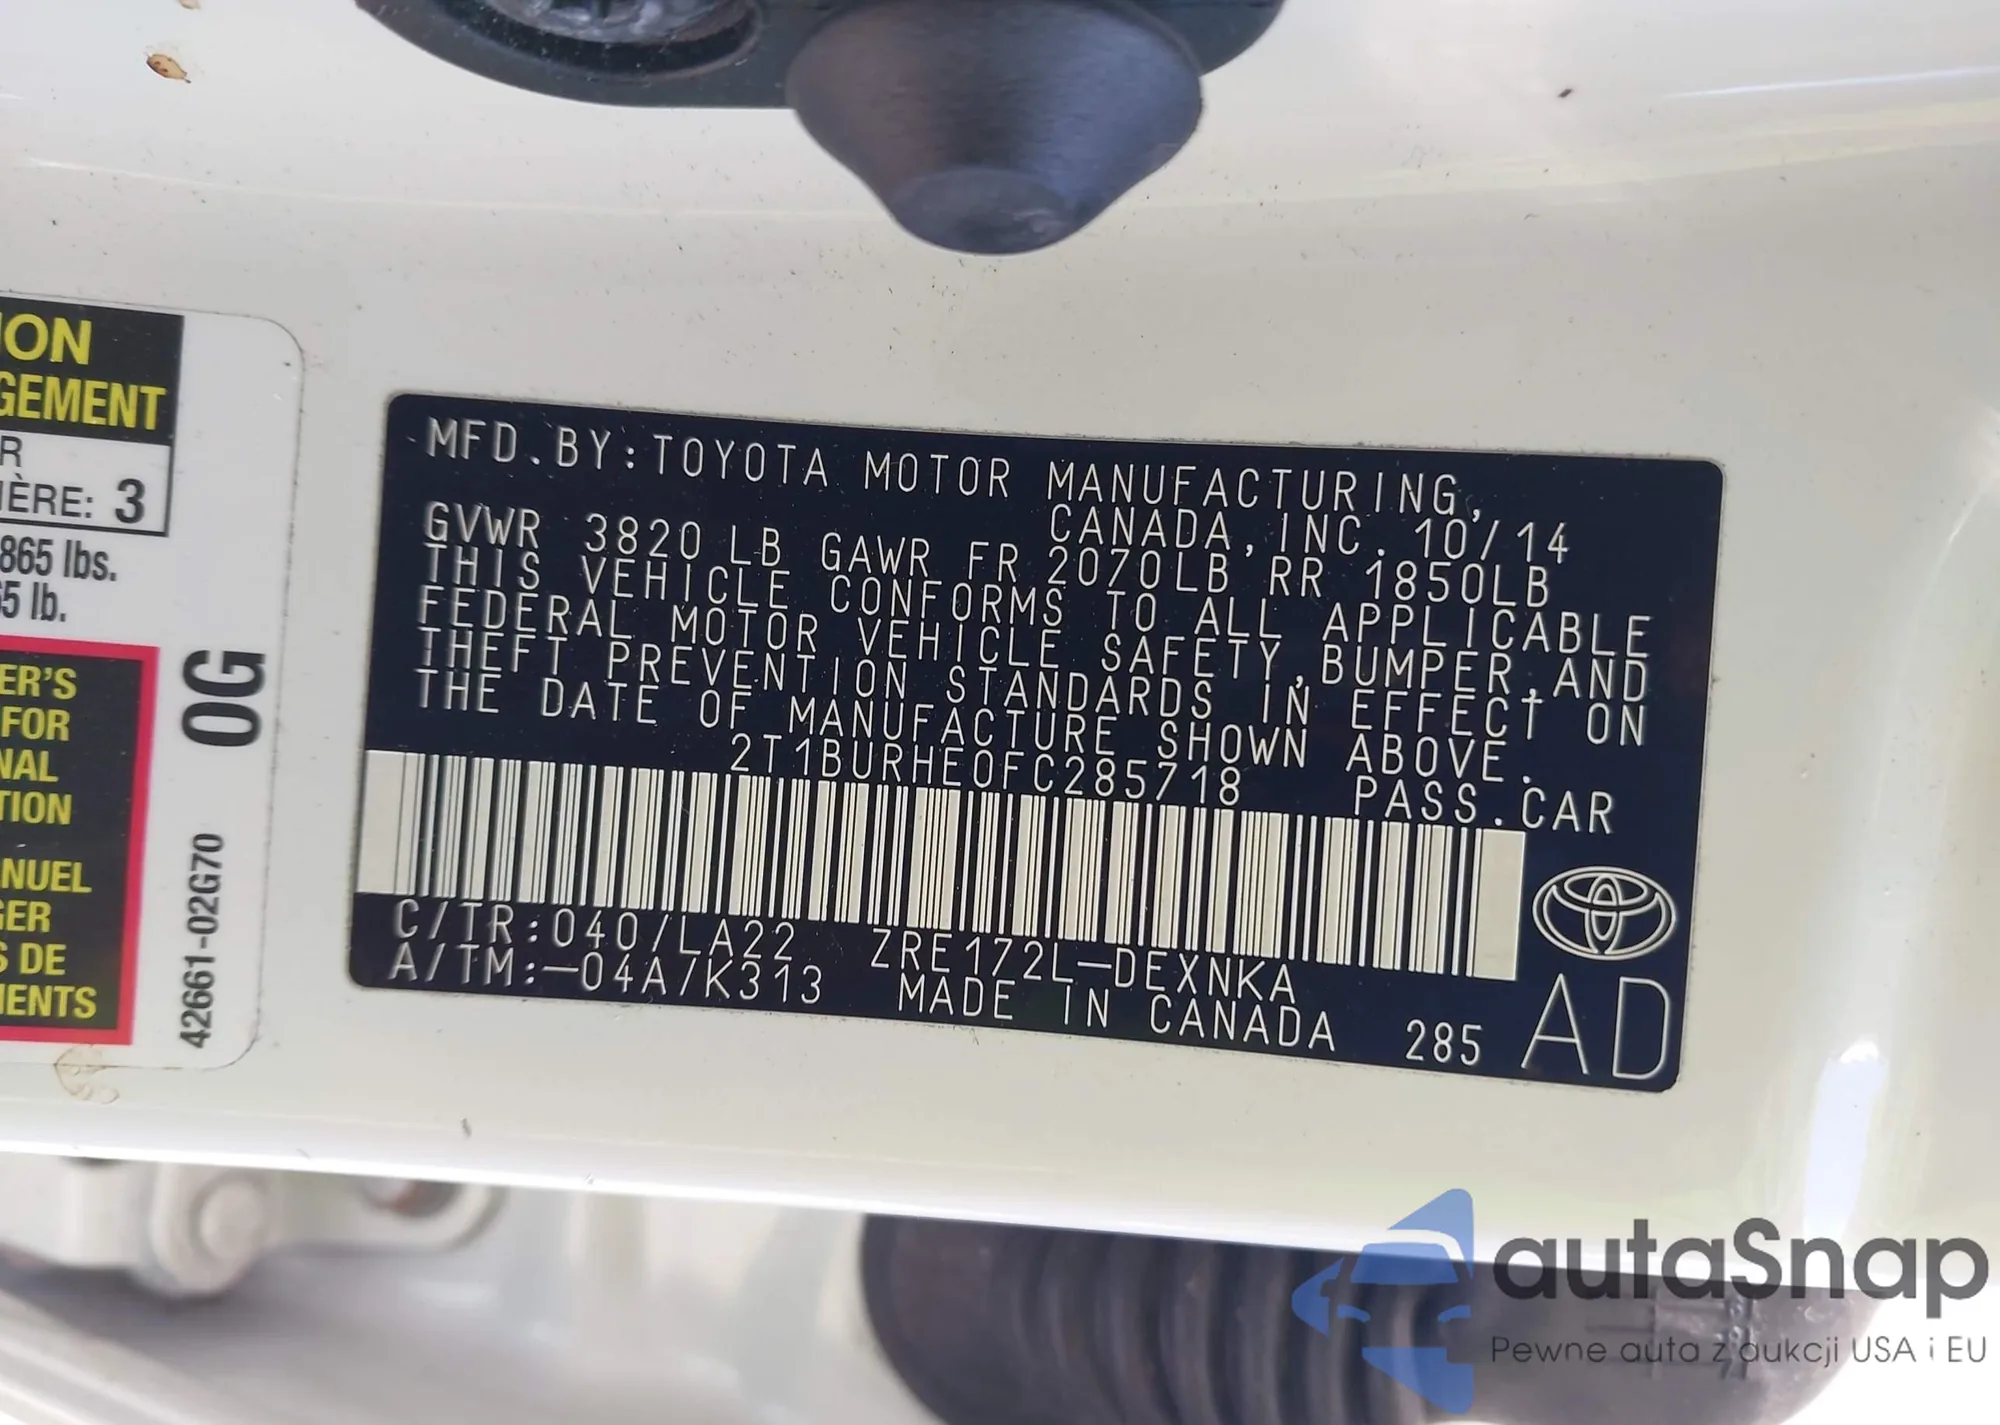 ION
GEMENT
R
IÈRE: 3
865 lbs.
5 lb.
ER'S
FOR
NAL
TION
NUEL
GER
S DE
MENTS
0G
42661-02G70
MFD.BY:TOYOTA MOTOR MANUFACTURING,
CANADA,INC. 10/14
GVWR 3820 LB GAWR FR 2070LB RR 1850LB
THIS VEHICLE CONFORMS TO ALL APPLICABLE
FEDERAL MOTOR VEHICLE SAFETY,BUMPER,AND
THEFT PREVENTION STANDARDS IN EFFECT ON
THE DATE OF MANUFACTURE SHOWN ABOVE.
2T1BURHE0FC285718 PASS.CAR
C/TR:040/LA22 ZRE172L-DEXNKA
A/TM:-04A/K313 MADE IN CANADA 285 AD
autaSnap
Pewne auta z aukcji USA i EU